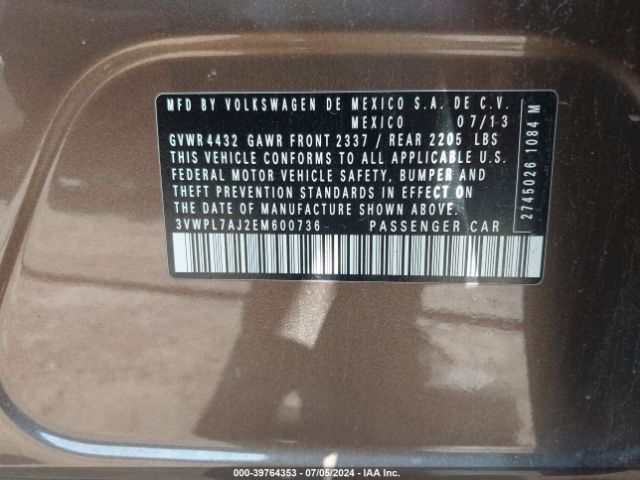 MFD BY VOLKSWAGEN DE MEXICO S.A. DE C.V.
MEXICO 07/13
GVWR 4432 GAWR FRONT 2337 / REAR 2205 LBS
THIS VEHICLE CONFORMS TO ALL APPLICABLE U.S.
FEDERAL MOTOR VEHICLE SAFETY, BUMPER AND
THEFT PREVENTION STANDARDS IN EFFECT ON
THE DATE OF MANUFACTURE SHOWN ABOVE.
3VWPL7AJ2EM600736 PASSENGER CAR
2745026 1084 M
000-39764353 - 07/05/2024 - IAA Inc.